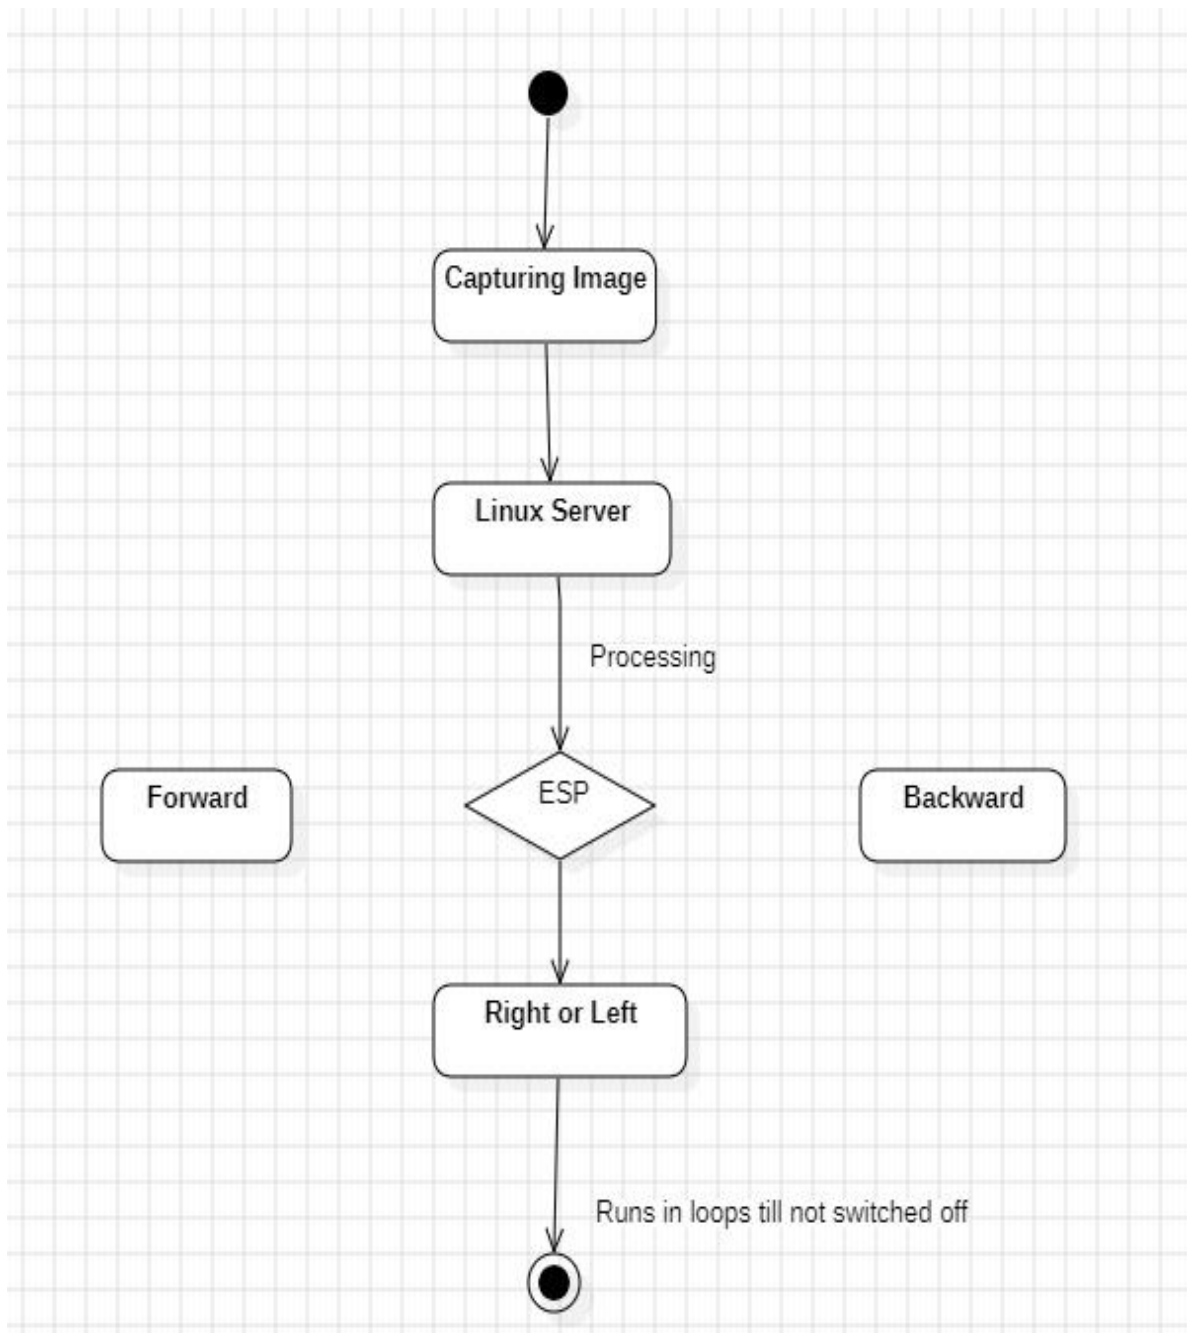 Capturing Image
Linux Server
Processing
Forward
ESP
Backward
Right or Left
Runs in loops till not switched off